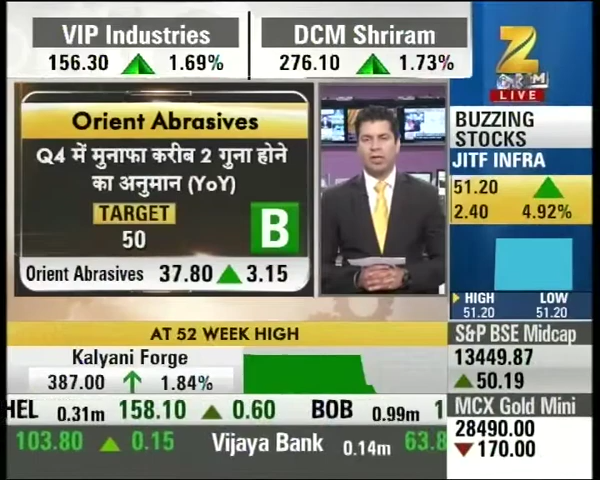 VIP Industries
156.30 1.69%
DCM Shriram
276.10 1.73%
Z
LIVE
Orient Abrasives
Q4 में मुनाफा करीब 2 गुना होने
का अनुमान (YoY)
TARGET
50
B
Orient Abrasives 37.80 3.15
BUZZING
STOCKS
JITF INFRA
51.20
2.40 4.92%
HIGH LOW
51.20 51.20
AT 52 WEEK HIGH
Kalyani Forge
387.00 1.84%
S&P BSE Midcap
13449.87
50.19
MCX Gold Mini
28490.00
170.00
HEL 0.31m 158.10 0.60 BOB 0.99m 1
103.80 0.15 Vijaya Bank 0.14m 63.8